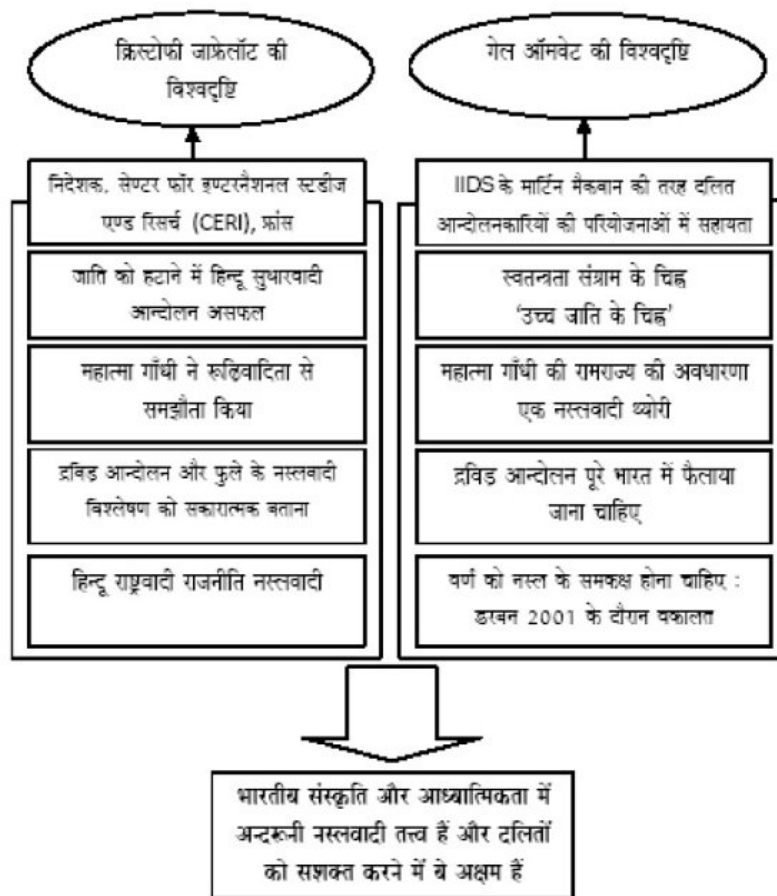 क्रिस्टोफी जाफ्रेलॉट की
विश्वदृष्टि
निदेशक, सेण्टर फॉर इण्टरनैशनल स्टडीज
एण्ड रिसर्च (CERI), फ्रांस
जाति को हटाने में हिन्दू सुधारवादी
आन्दोलन असफल
महात्मा गाँधी ने रूढ़िवादिता से
समझौता किया
द्रविड़ आन्दोलन और फुले के नस्लवादी
विश्लेषण को सकारात्मक बताना
हिन्दू राष्ट्रवादी राजनीति नस्लवादी
गेल ऑमवेट की विश्वदृष्टि
IIDS के मार्टिन मैकवान की तरह दलित
आन्दोलनकारियों की परियोजनाओं में सहायता
स्वतन्त्रता संग्राम के चिह्न
'उच्च जाति के चिह्न'
महात्मा गाँधी की रामराज्य की अवधारणा
एक नस्लवादी थ्योरी
द्रविड़ आन्दोलन पूरे भारत में फैलाया
जाना चाहिए
वर्ण को नस्ल के समकक्ष होना चाहिए :
डरबन 2001 के दौरान वकालत
भारतीय संस्कृति और आध्यात्मिकता में
अन्दरूनी नस्लवादी तत्त्व हैं और दलितों
को सशक्त करने में वे अक्षम हैं